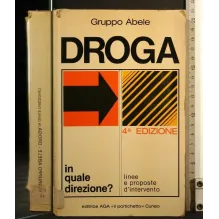 Gruppo Abele
DROGA
4ª EDIZIONE
in
quale
direzione?
linee
e proposte
d'intervento
editrice AGA «il portichetto» Cuneo